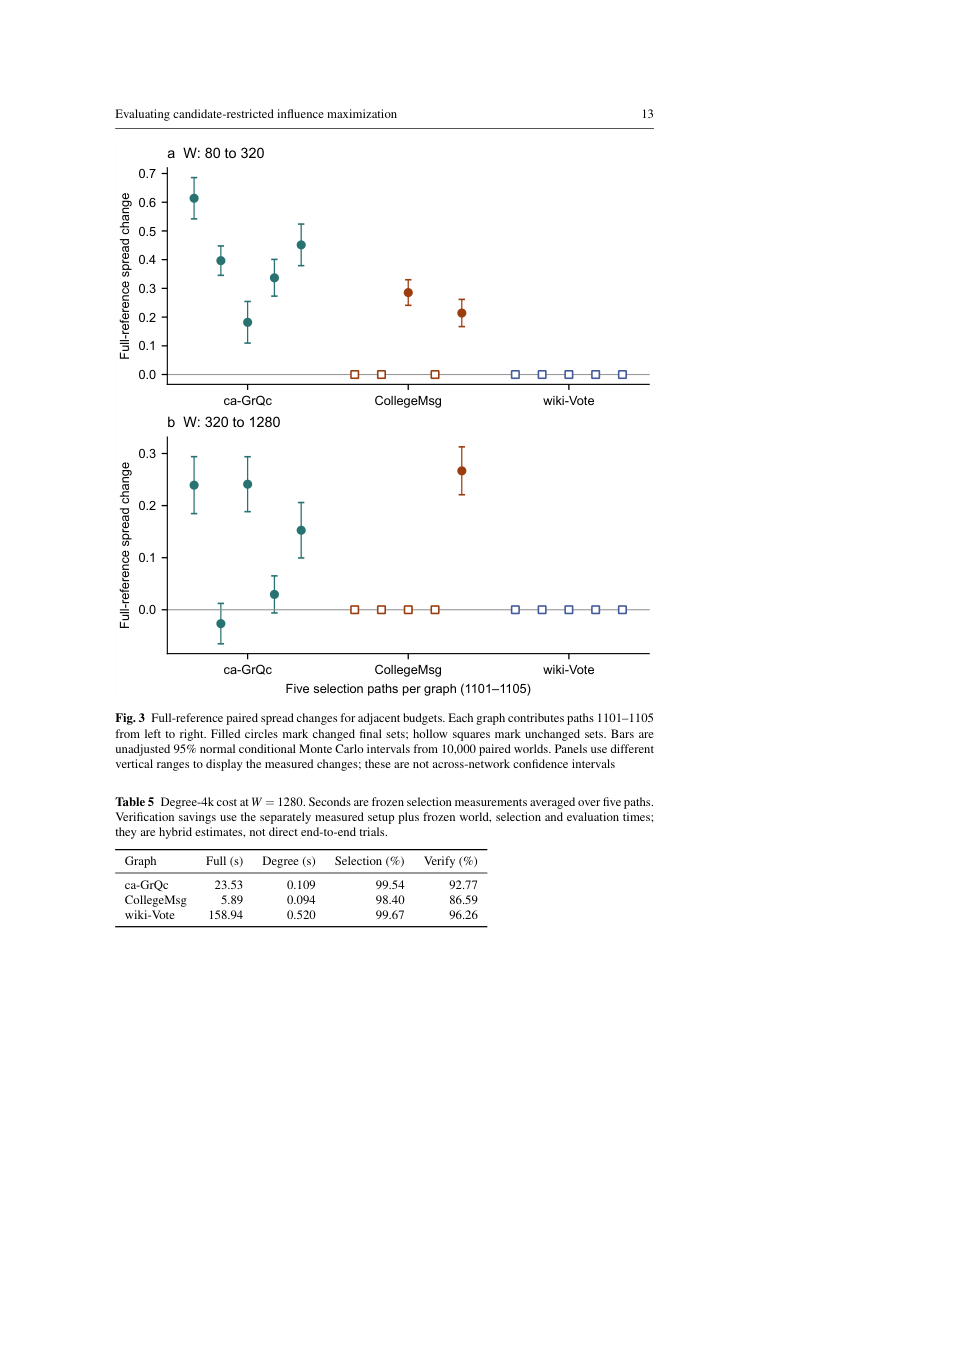 Evaluating candidate-restricted influence maximization 13
a W: 80 to 320
Full-reference spread change
0.7
0.6
0.5
0.4
0.3
0.2
0.1
0.0
ca-GrQc CollegeMsg wiki-Vote
b W: 320 to 1280
Full-reference spread change
0.3
0.2
0.1
0.0
ca-GrQc CollegeMsg wiki-Vote
Five selection paths per graph (1101–1105)
Fig. 3 Full-reference paired spread changes for adjacent budgets. Each graph contributes paths 1101–1105
from left to right. Filled circles mark changed final sets; hollow squares mark unchanged sets. Bars are
unadjusted 95% normal conditional Monte Carlo intervals from 10,000 paired worlds. Panels use different
vertical ranges to display the measured changes; these are not across-network confidence intervals
Table 5 Degree-4k cost at W = 1280. Seconds are frozen selection measurements averaged over five paths.
Verification savings use the separately measured setup plus frozen world, selection and evaluation times;
they are hybrid estimates, not direct end-to-end trials.
Graph Full (s) Degree (s) Selection (%) Verify (%)
ca-GrQc 23.53 0.109 99.54 92.77
CollegeMsg 5.89 0.094 98.40 86.59
wiki-Vote 158.94 0.520 99.67 96.26